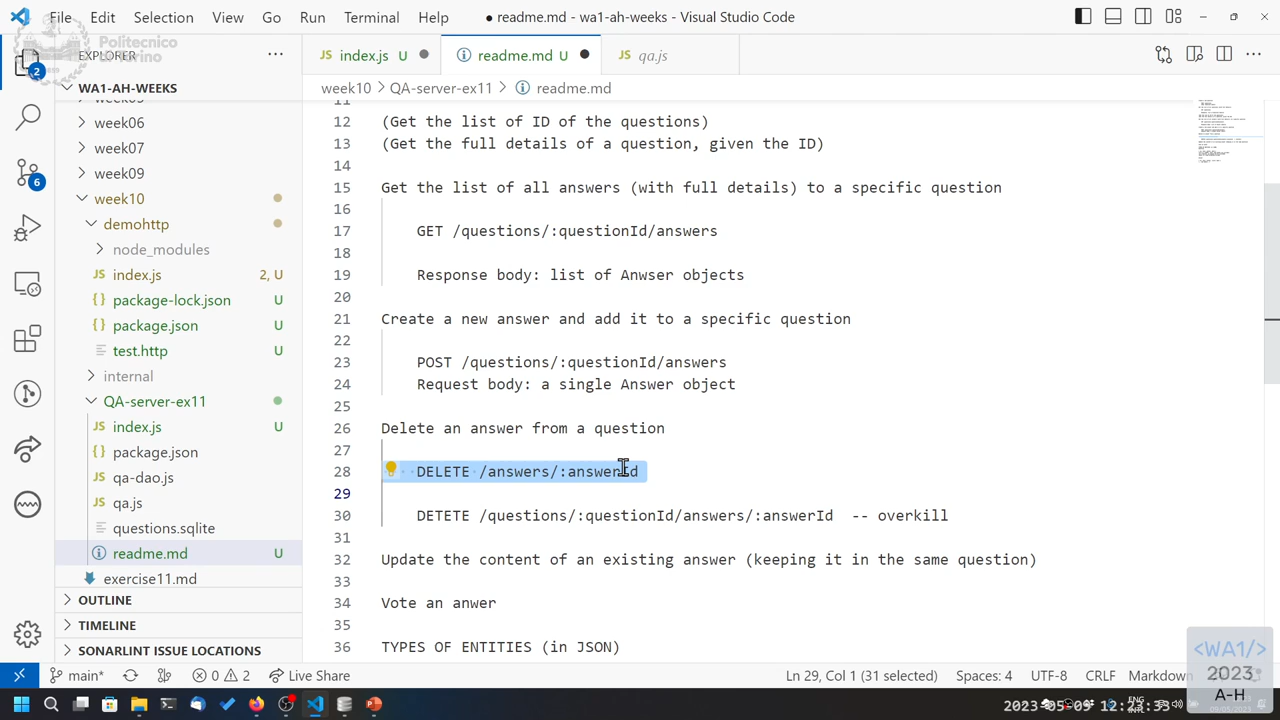 File Edit Selection View Go Run Terminal Help
● readme.md - wa1-ah-weeks - Visual Studio Code
Politecnico
di Torino
EXPLORER
index.js U
readme.md U
qa.js
2
WA1-AH-WEEKS
week10 > QA-server-ex11 > readme.md
week05
week06
week07
week09
week10
demohttp
node_modules
index.js 2, U
package-lock.json U
package.json U
test.http U
internal
QA-server-ex11
index.js U
package.json
qa-dao.js
qa.js
questions.sqlite
readme.md U
exercise11.md
OUTLINE
TIMELINE
SONARLINT ISSUE LOCATIONS
6
11
12 (Get the list of ID of the questions)
13 (Get the full details of a question, given the ID)
14
15 Get the list of all answers (with full details) to a specific question
16
17 GET /questions/:questionId/answers
18
19 Response body: list of Anwser objects
20
21 Create a new answer and add it to a specific question
22
23 POST /questions/:questionId/answers
24 Request body: a single Answer object
25
26 Delete an answer from a question
27
28 DELETE /answers/:answerId
29
30 DETETE /questions/:questionId/answers/:answerId -- overkill
31
32 Update the content of an existing answer (keeping it in the same question)
33
34 Vote an anwer
35
36 TYPES OF ENTITIES (in JSON)
main* 0 2 Live Share
Ln 29, Col 1 (31 selected) Spaces: 4 UTF-8 CRLF Markdown
<WA1/>
2023
A-H
ENG